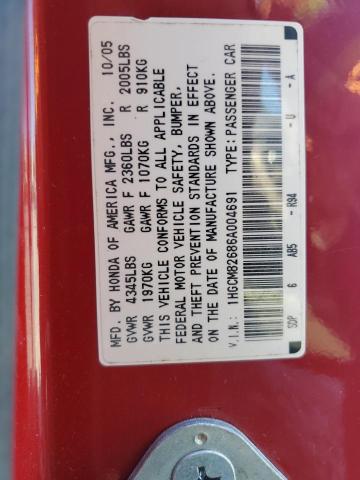 MFD. BY HONDA OF AMERICA MFG., INC. 10/05
GVWR 4345LBS GAWR F 2360LBS R 2005LBS
GVWR 1970KG GAWR F 1070KG R 910KG
THIS VEHICLE CONFORMS TO ALL APPLICABLE
FEDERAL MOTOR VEHICLE SAFETY, BUMPER,
AND THEFT PREVENTION STANDARDS IN EFFECT
ON THE DATE OF MANUFACTURE SHOWN ABOVE.
V.I.N.: 1HGCM82686A004691 TYPE: PASSENGER CAR
SDP 6 AB5 - R94 - U - A